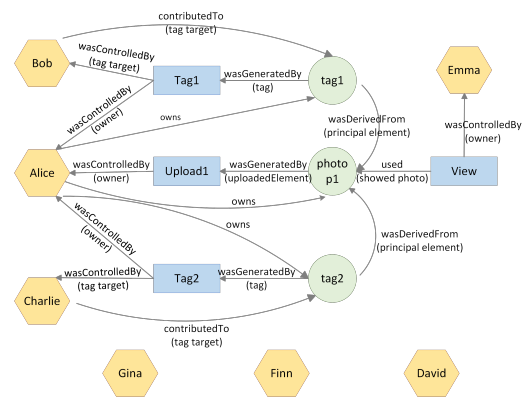 contributedTo
(tag target)
Bob
wasControlledBy
(tag target)
Tag1
wasGeneratedBy
(tag)
tag1
Emma
wasControlledBy
(owner)
owns
wasDerivedFrom
(principal element)
wasControlledBy
(owner)
Alice
wasControlledBy
(owner)
Upload1
wasGeneratedBy
(uploadedElement)
photo
p1
used
(showed photo)
View
owns
wasControlledBy
(owner)
wasDerivedFrom
(principal element)
wasControlledBy
(tag target)
Tag2
wasGeneratedBy
(tag)
tag2
Charlie
contributedTo
(tag target)
Gina
Finn
David